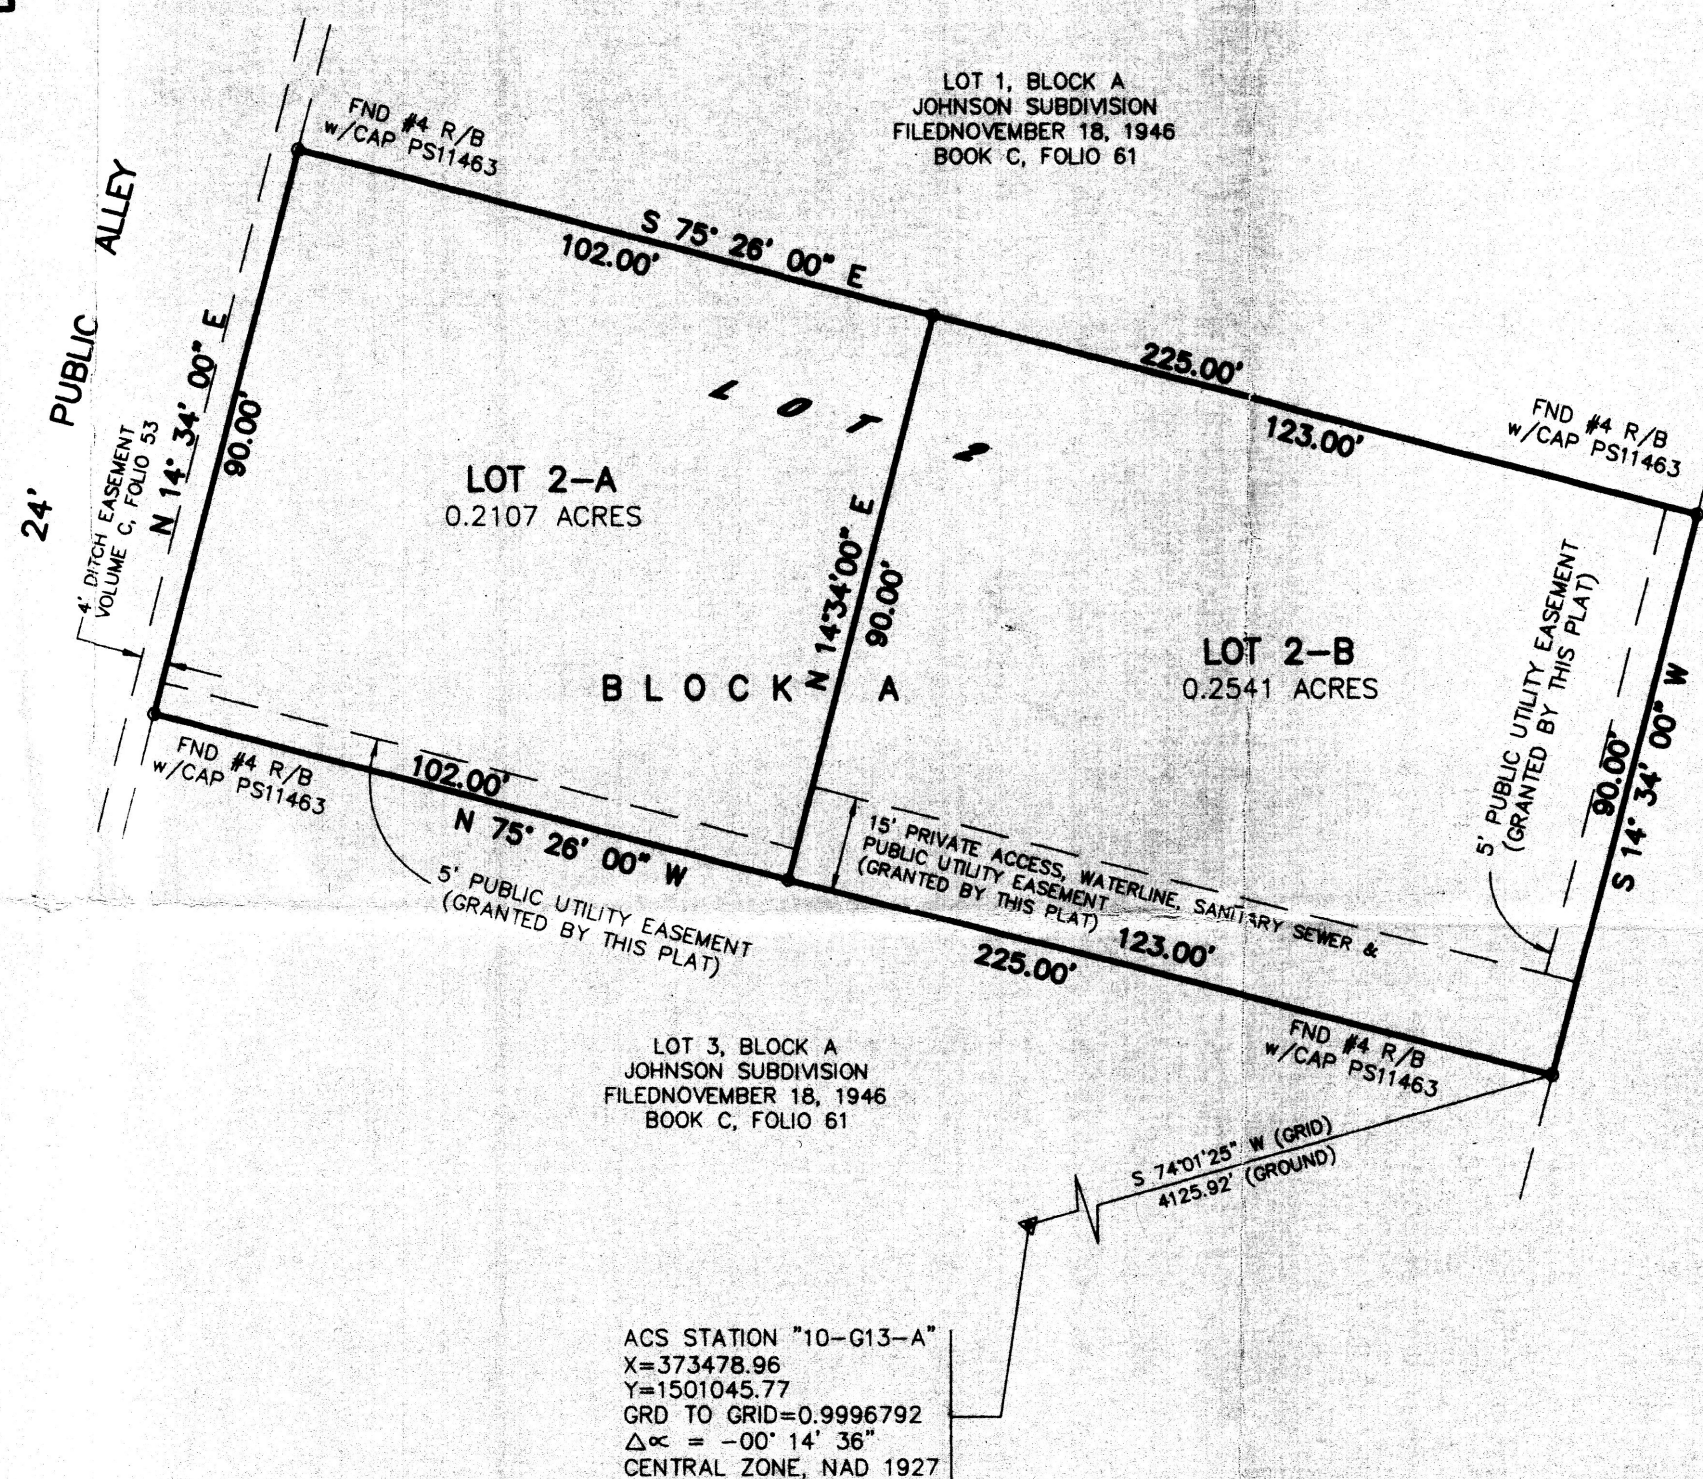 LOT 1, BLOCK A
JOHNSON SUBDIVISION
FILEDNOVEMBER 18, 1946
BOOK C, FOLIO 61
FND #4 R/B
w/CAP PS11463
S 75° 26' 00" E
102.00'
225.00'
123.00'
FND #4 R/B
w/CAP PS11463
24' PUBLIC ALLEY
4' DITCH EASEMENT
VOLUME C, FOLIO 53
N 14° 34' 00" E
90.00'
LOT 2
LOT 2-A
0.2107 ACRES
N 14°34'00" E
90.00'
LOT 2-B
0.2541 ACRES
BLOCK A
5' PUBLIC UTILITY EASEMENT
(GRANTED BY THIS PLAT)
90.00'
S 14° 34' 00" W
FND #4 R/B
w/CAP PS11463
102.00'
N 75° 26' 00" W
5' PUBLIC UTILITY EASEMENT
(GRANTED BY THIS PLAT)
15' PRIVATE ACCESS, WATERLINE, SANITARY SEWER &
PUBLIC UTILITY EASEMENT
(GRANTED BY THIS PLAT)
123.00'
225.00'
FND #4 R/B
w/CAP PS11463
LOT 3, BLOCK A
JOHNSON SUBDIVISION
FILEDNOVEMBER 18, 1946
BOOK C, FOLIO 61
S 74°01'25" W (GRID)
4125.92' (GROUND)
ACS STATION "10-G13-A"
X=373478.96
Y=1501045.77
GRD TO GRID=0.9996792
△∝ = -00° 14' 36"
CENTRAL ZONE, NAD 1927